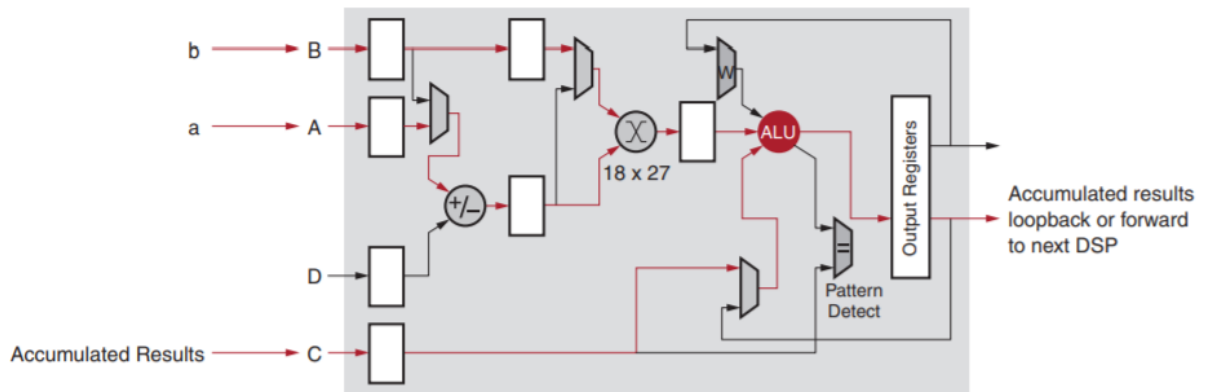 b
B
a
A
D
Accumulated Results
C
+/-
18 x 27
W
ALU
=
Pattern
Detect
Output Registers
Accumulated results
loopback or forward
to next DSP